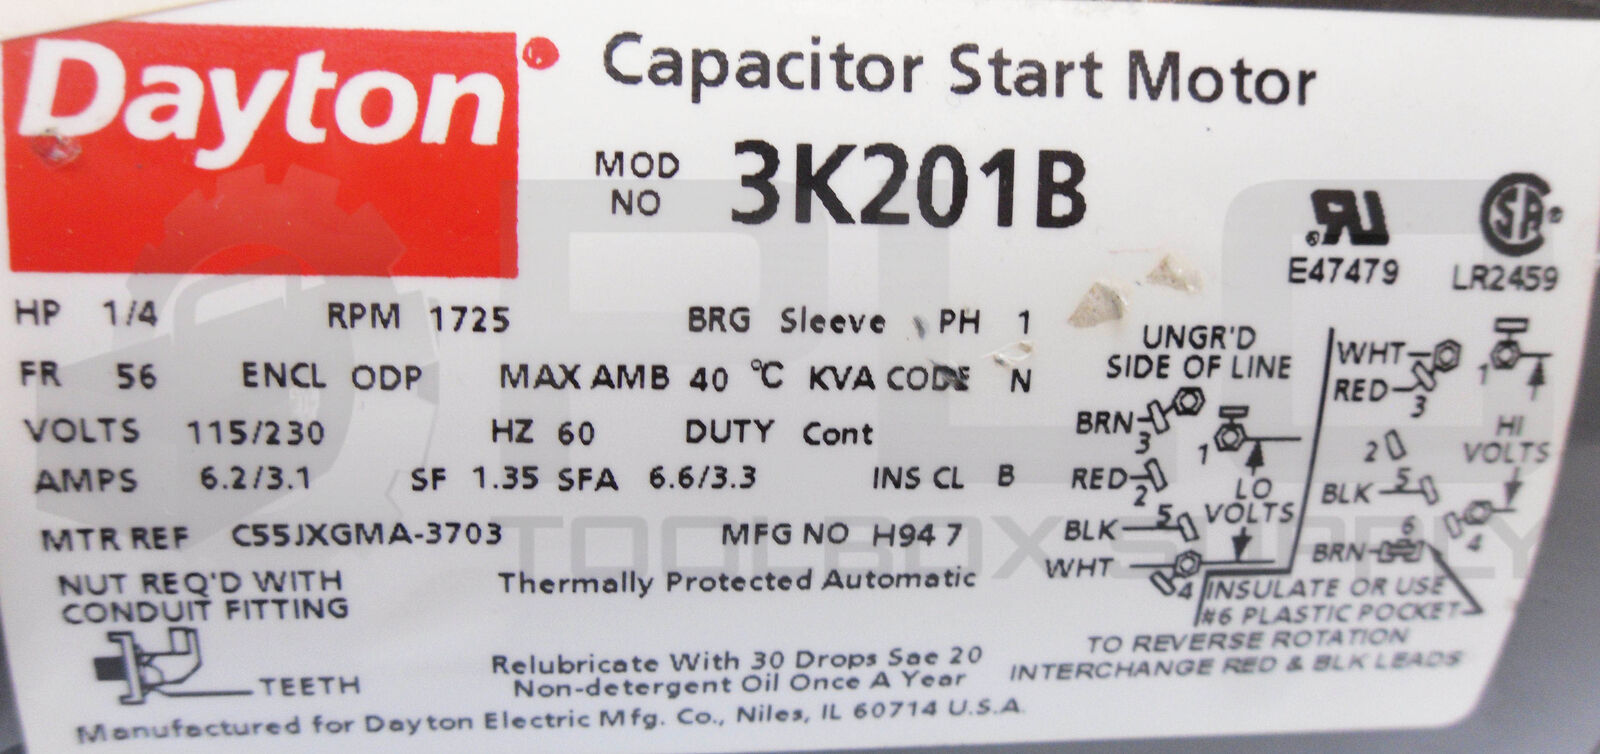 Dayton Capacitor Start Motor
MOD NO 3K201B
E47479 LR2459
HP 1/4 RPM 1725 BRG Sleeve PH 1
FR 56 ENCL ODP MAX AMB 40 °C KVA CODE N
VOLTS 115/230 HZ 60 DUTY Cont
AMPS 6.2/3.1 SF 1.35 SFA 6.6/3.3 INS CL B
MTR REF C55JXGMA-3703 MFG NO H94 7
NUT REQ'D WITH
CONDUIT FITTING
TEETH
Thermally Protected Automatic
Relubricate With 30 Drops Sae 20
Non-detergent Oil Once A Year
Manufactured for Dayton Electric Mfg. Co., Niles, IL 60714 U.S.A.
UNGR'D
SIDE OF LINE
BRN 3 1
RED 2
LO
VOLTS
BLK 5
WHT 4
WHT 1
RED 3
HI
VOLTS
2
BLK 5
4
BRN 6
INSULATE OR USE
#6 PLASTIC POCKET
TO REVERSE ROTATION
INTERCHANGE RED & BLK LEADS
PLC
TOOLBOX SUPPLY